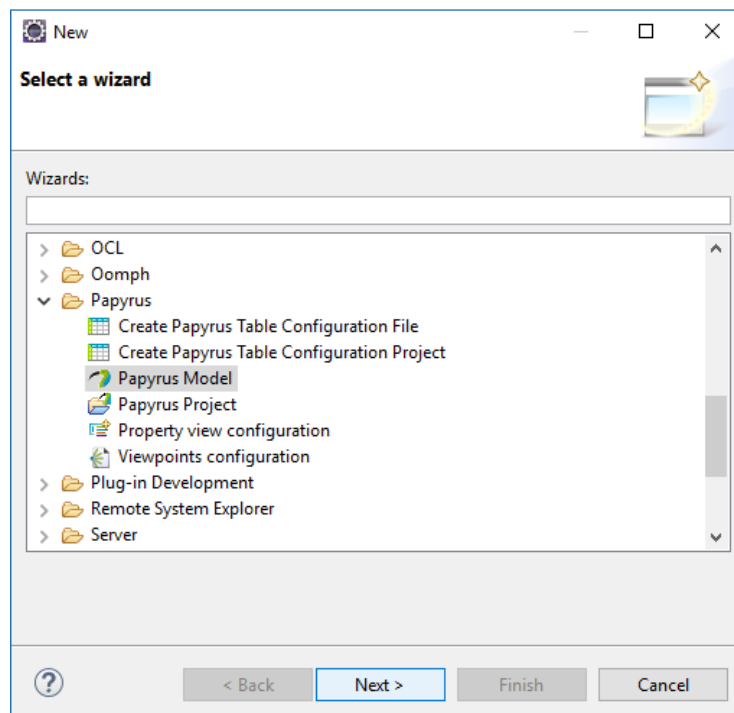 New
Select a wizard
Wizards:
OCL
Oomph
Papyrus
Create Papyrus Table Configuration File
Create Papyrus Table Configuration Project
Papyrus Model
Papyrus Project
Property view configuration
Viewpoints configuration
Plug-in Development
Remote System Explorer
Server
? < Back Next > Finish Cancel